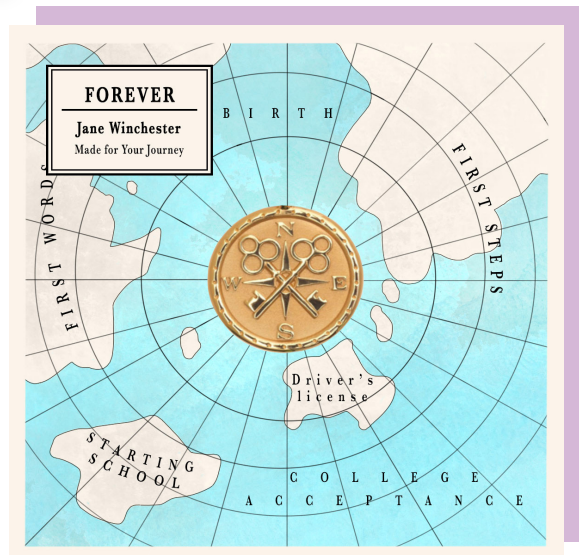 FOREVER
Jane Winchester
Made for Your Journey
BIRTH
FIRST STEPS
FIRST WORDS
N
W
E
S
Driver's
license
STARTING
SCHOOL
COLLEGE
ACCEPTANCE